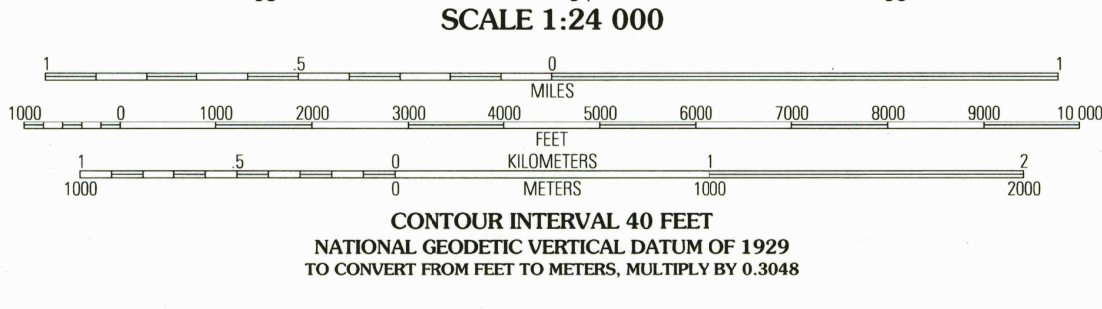 SCALE 1:24 000
1 .5 0 1
MILES
1000 0 1000 2000 3000 4000 5000 6000 7000 8000 9000 10 000
FEET
1 .5 0 KILOMETERS 1 2
1000 0 METERS 1000 2000
CONTOUR INTERVAL 40 FEET
NATIONAL GEODETIC VERTICAL DATUM OF 1929
TO CONVERT FROM FEET TO METERS, MULTIPLY BY 0.3048